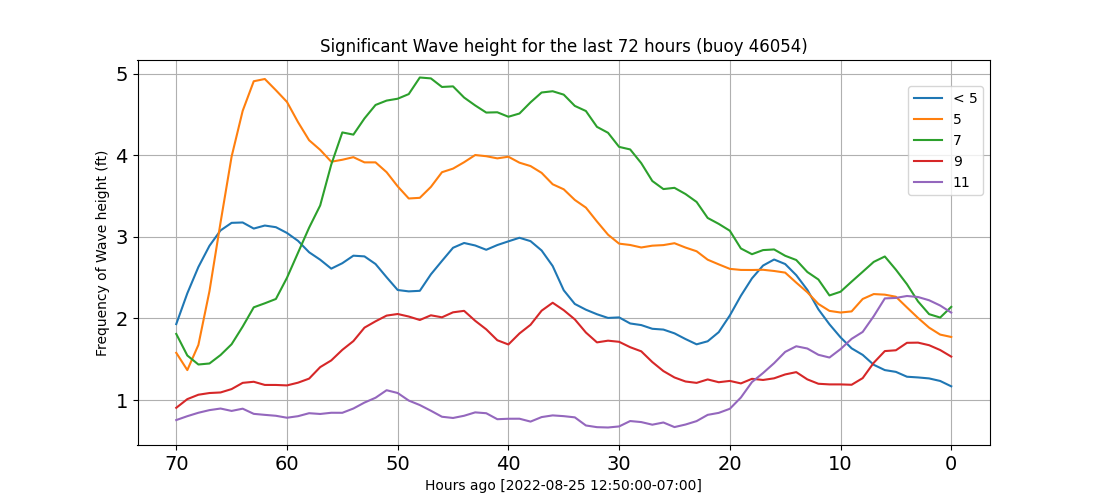 Significant Wave height for the last 72 hours (buoy 46054)
Frequency of Wave height (ft)
5
4
3
2
1
< 5
5
7
9
11
70 60 50 40 30 20 10 0
Hours ago [2022-08-25 12:50:00-07:00]